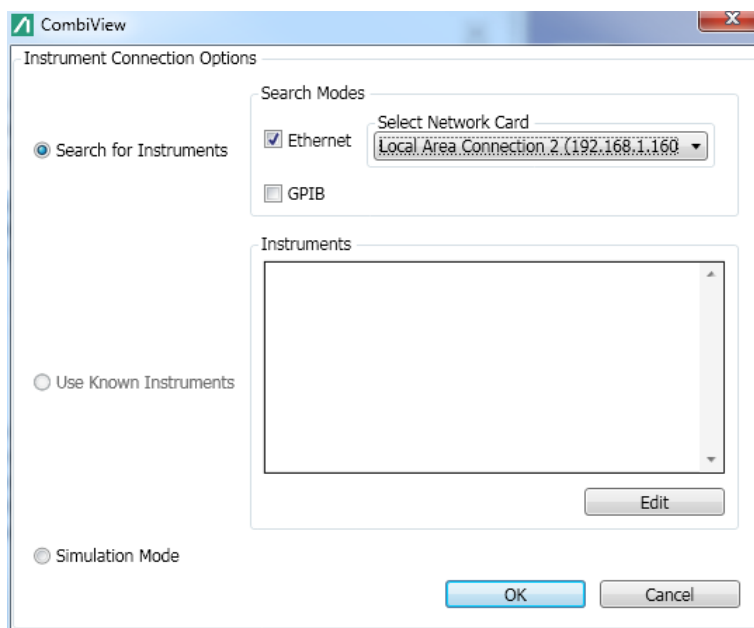 CombiView
Instrument Connection Options
Search Modes
Select Network Card
Ethernet
Local Area Connection 2 (192.168.1.160
Search for Instruments
GPIB
Instruments
Use Known Instruments
Edit
Simulation Mode
OK
Cancel